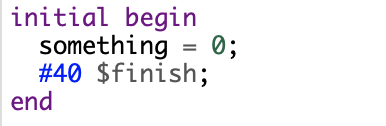 initial begin
  something = 0;
  #40 $finish;
end